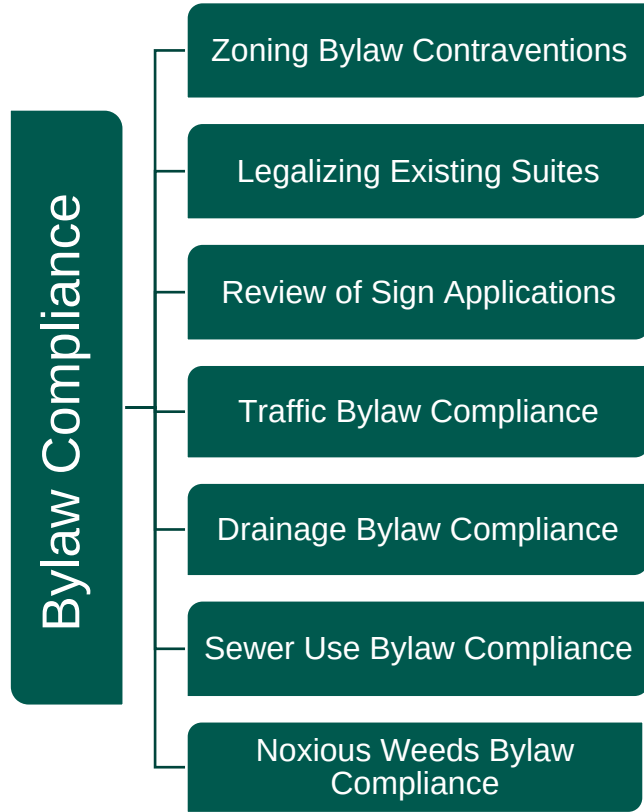 Bylaw Compliance
Zoning Bylaw Contraventions
Legalizing Existing Suites
Review of Sign Applications
Traffic Bylaw Compliance
Drainage Bylaw Compliance
Sewer Use Bylaw Compliance
Noxious Weeds Bylaw
Compliance